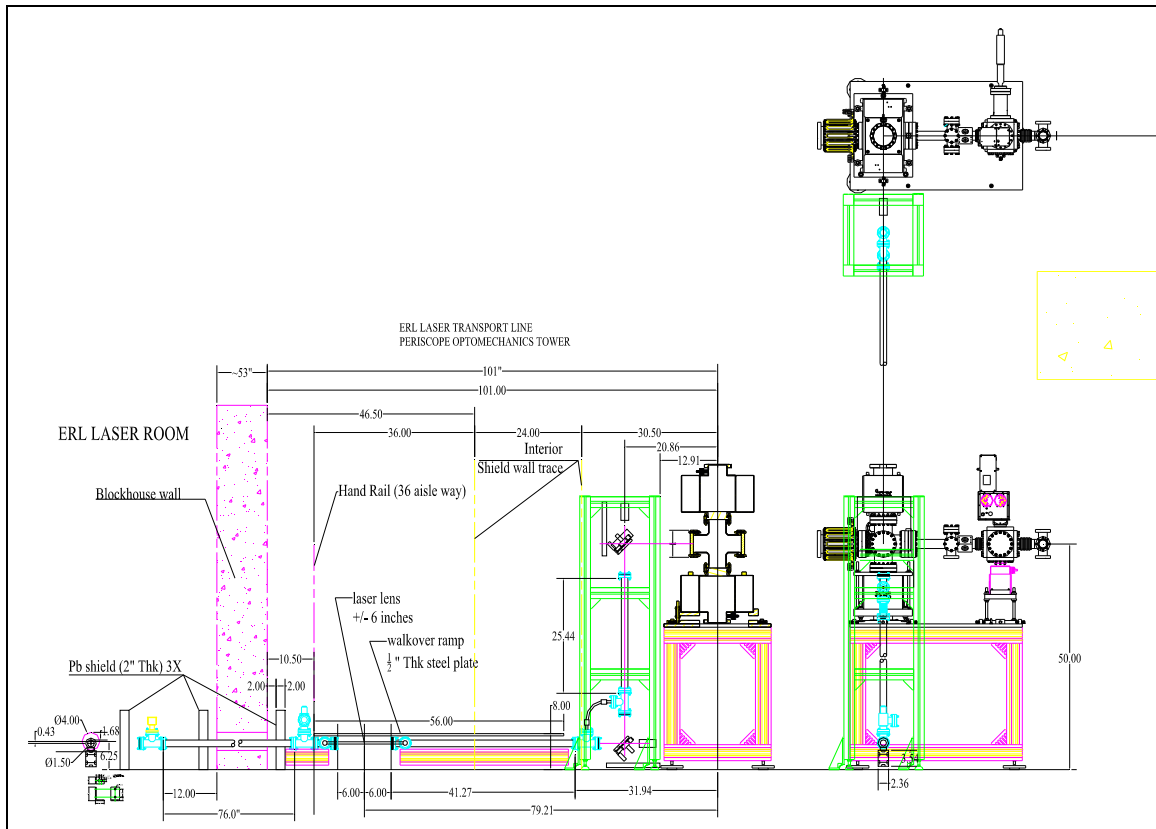 ERL LASER TRANSPORT LINE
PERISCOPE OPTOMECHANICS TOWER
~53"
101"
101.00
46.50
36.00
24.00
30.50
20.86
12.91
ERL LASER ROOM
Interior
Shield wall trace
Blockhouse wall
Hand Rail (36 aisle way)
laser lens
+/- 6 inches
walkover ramp
1/2 " Thk steel plate
25.44
50.00
Pb shield (2" Thk) 3X
10.50
2.00
2.00
8.00
56.00
Ø4.00
0.43
1.68
6.25
Ø1.50
3.54
2.36
12.00
6.00
6.00
41.27
31.94
76.0"
79.21